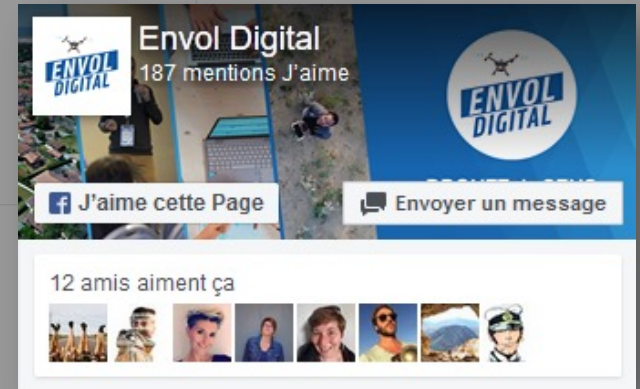 Envol Digital
187 mentions J'aime
ENVOL
DIGITAL
ENVOL
DIGITAL
J'aime cette Page
Envoyer un message
12 amis aiment ça